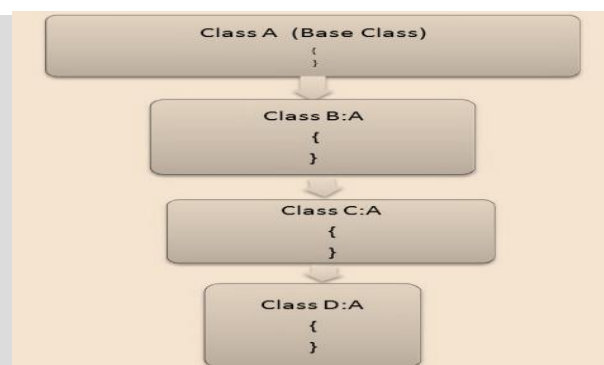 Class A (Base Class)
{
}
Class B:A
{
}
Class C:A
{
}
Class D:A
{
}